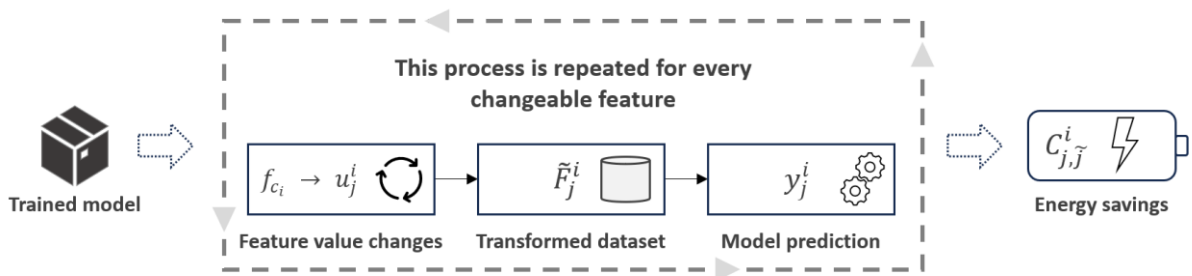 This process is repeated for every
changeable feature
Trained model
f_{c_i} → u_j^i
Feature value changes
F̃_j^i
Transformed dataset
y_j^i
Model prediction
C_{j,j̃}^i
Energy savings